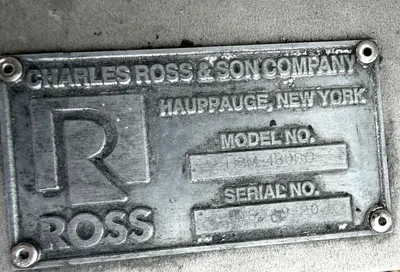 CHARLES ROSS & SON COMPANY
HAUPPAUGE, NEW YORK
R
MODEL NO.
SERIAL NO.
ROSS